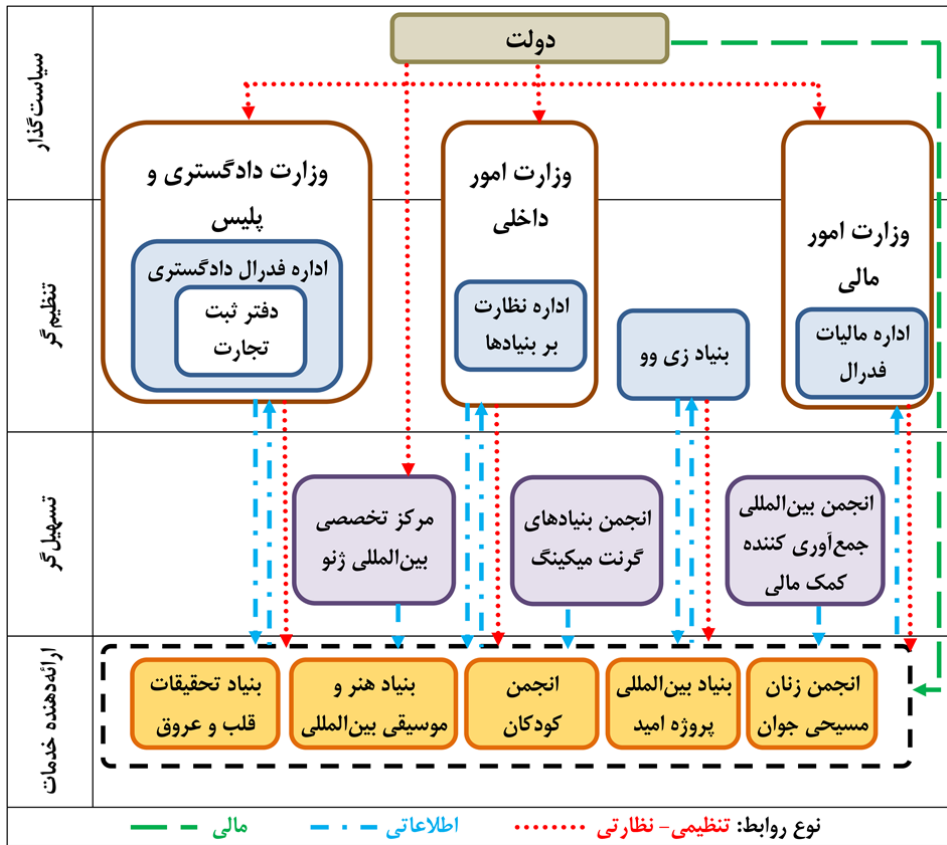 سیاست‌گذار
دولت
وزارت دادگستری و
پلیس
وزارت امور
داخلی
وزارت امور
مالی
تنظیم‌گر
اداره فدرال دادگستری
دفتر ثبت
تجارت
اداره نظارت
بر بنیادها
بنیاد زی وو
اداره مالیات
فدرال
تسهیل‌گر
مرکز تخصصی
بین‌المللی ژنو
انجمن بنیادهای
گرنت میکینگ
انجمن بین‌المللی
جمع‌آوری کننده
کمک مالی
ارائه‌دهنده خدمات
بنیاد تحقیقات
قلب و عروق
بنیاد هنر و
موسیقی بین‌المللی
انجمن
کودکان
بنیاد بین‌المللی
پروژه امید
انجمن زنان
مسیحی جوان
نوع روابط: تنظیمی- نظارتی اطلاعاتی مالی